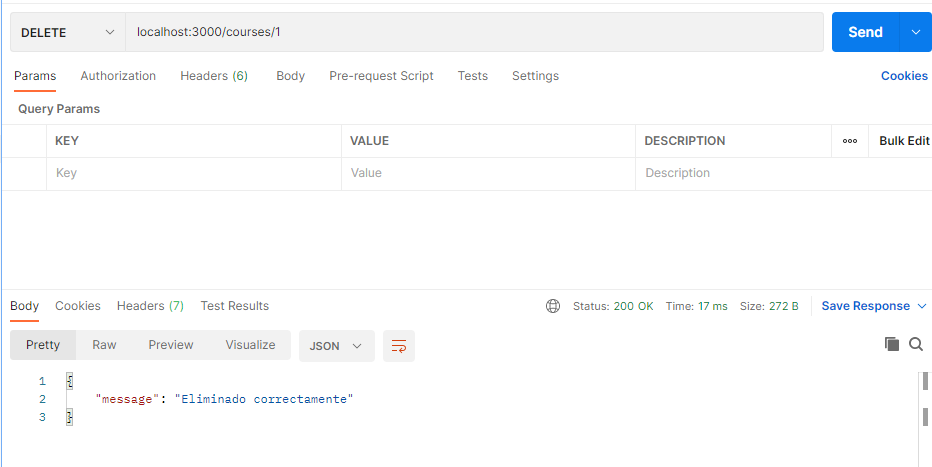 DELETE localhost:3000/courses/1 Send
Params Authorization Headers (6) Body Pre-request Script Tests Settings Cookies
Query Params
KEY VALUE DESCRIPTION ooo Bulk Edit
Key Value Description
Body Cookies Headers (7) Test Results Status: 200 OK Time: 17 ms Size: 272 B Save Response
Pretty Raw Preview Visualize JSON
1 {
2 "message": "Eliminado correctamente"
3 }